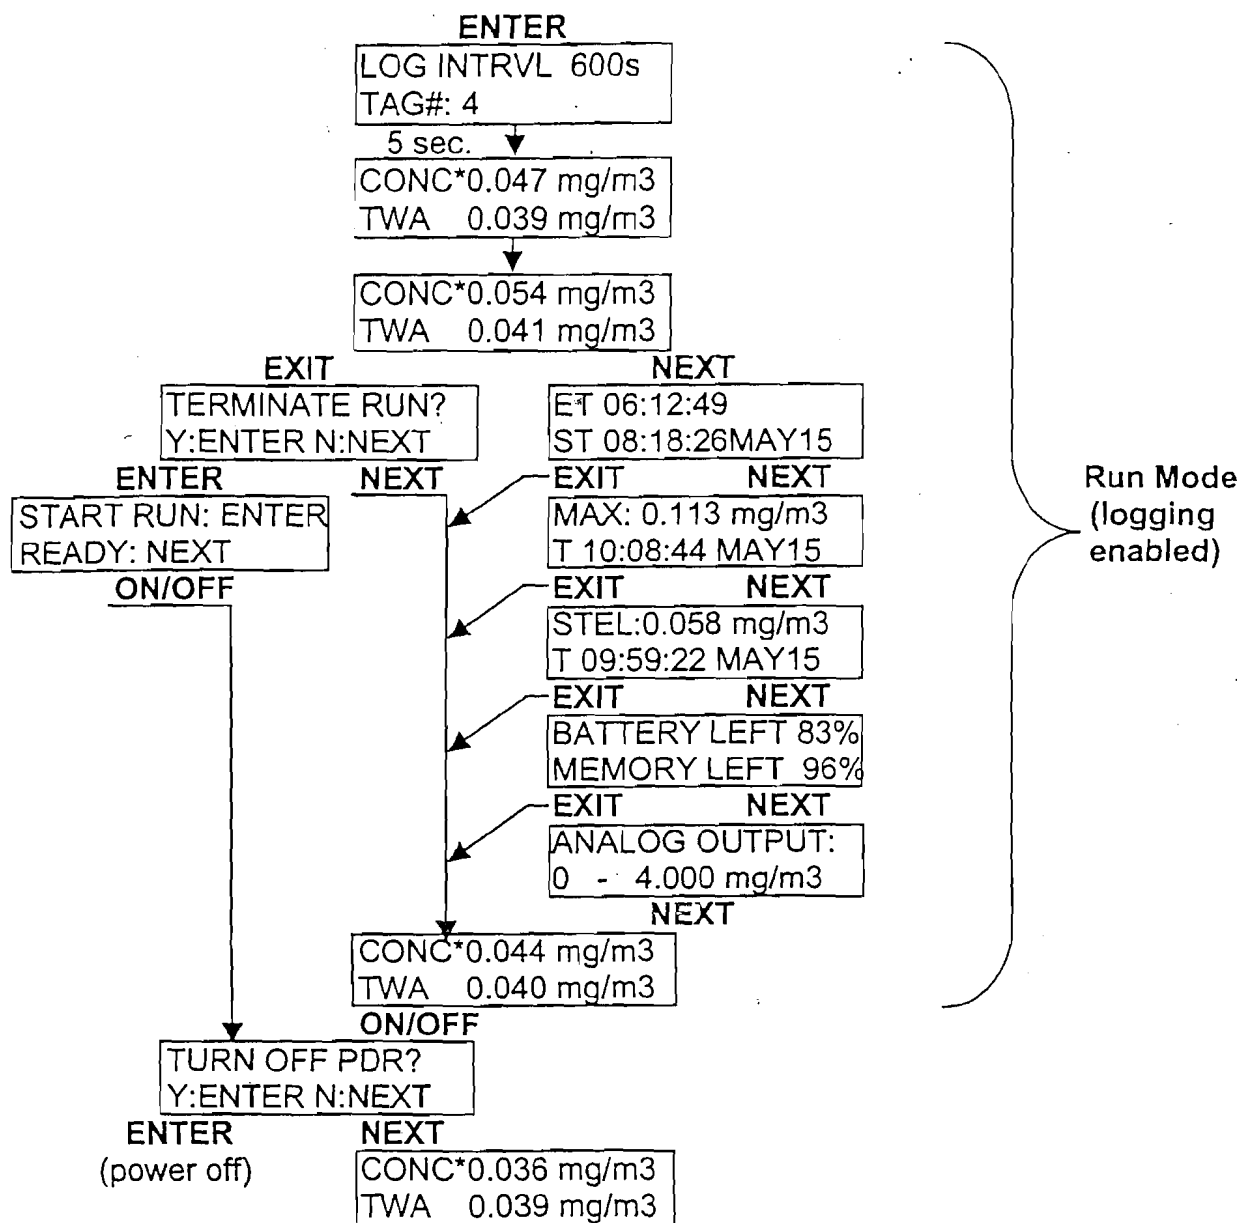 ENTER
LOG INTRVL 600s
TAG#: 4
5 sec.
CONC*0.047 mg/m3
TWA 0.039 mg/m3
CONC*0.054 mg/m3
TWA 0.041 mg/m3
EXIT
TERMINATE RUN?
Y:ENTER N:NEXT
NEXT
ET 06:12:49
ST 08:18:26MAY15
ENTER
NEXT
START RUN: ENTER
READY: NEXT
ON/OFF
EXIT NEXT
MAX: 0.113 mg/m3
T 10:08:44 MAY15
EXIT NEXT
STEL:0.058 mg/m3
T 09:59:22 MAY15
EXIT NEXT
BATTERY LEFT 83%
MEMORY LEFT 96%
EXIT NEXT
ANALOG OUTPUT:
0 - 4.000 mg/m3
NEXT
CONC*0.044 mg/m3
TWA 0.040 mg/m3
ON/OFF
TURN OFF PDR?
Y:ENTER N:NEXT
ENTER
(power off)
NEXT
CONC*0.036 mg/m3
TWA 0.039 mg/m3
Run Mode
(logging
enabled)